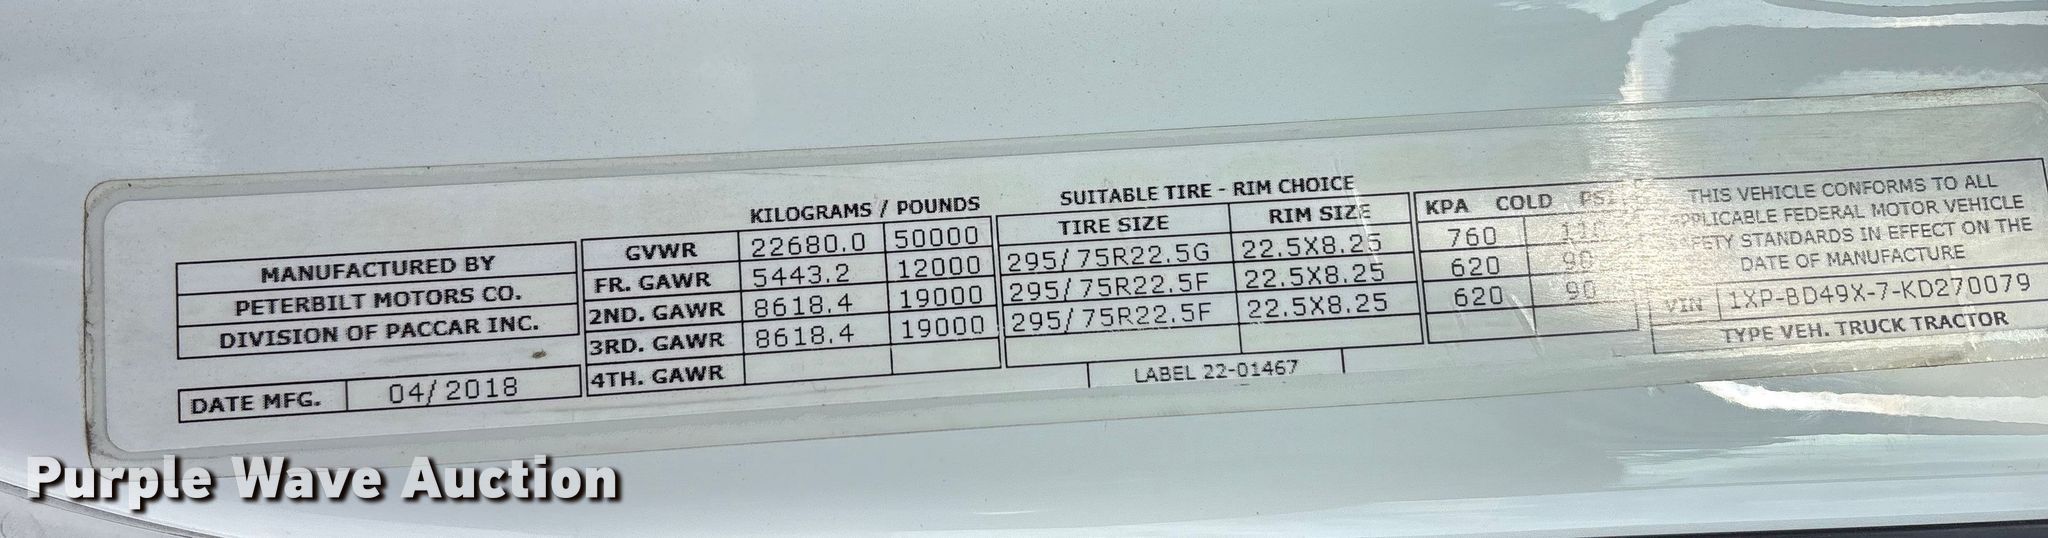 MANUFACTURED BY
PETERBILT MOTORS CO.
DIVISION OF PACCAR INC.
DATE MFG. 04/2018
KILOGRAMS / POUNDS
GVWR 22680.0 50000
FR. GAWR 5443.2 12000
2ND. GAWR 8618.4 19000
3RD. GAWR 8618.4 19000
4TH. GAWR
SUITABLE TIRE - RIM CHOICE
TIRE SIZE RIM SIZE
295/75R22.5G 22.5X8.25
295/75R22.5F 22.5X8.25
295/75R22.5F 22.5X8.25
LABEL 22-01467
KPA COLD PSI
760 110
620 90
620 90
THIS VEHICLE CONFORMS TO ALL
APPLICABLE FEDERAL MOTOR VEHICLE
SAFETY STANDARDS IN EFFECT ON THE
DATE OF MANUFACTURE
VIN 1XP-BD49X-7-KD270079
TYPE VEH. TRUCK TRACTOR
Purple Wave Auction